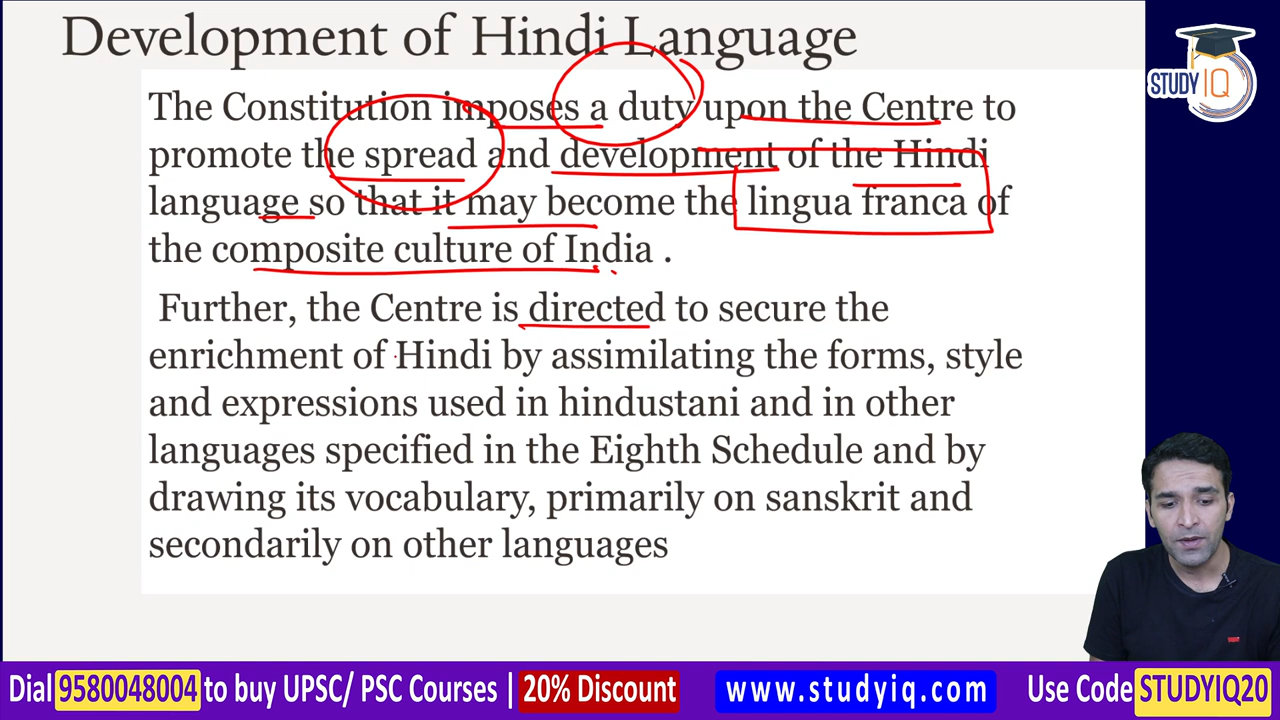 Development of Hindi Language
The Constitution imposes a duty upon the Centre to
promote the spread and development of the Hindi
language so that it may become the lingua franca of
the composite culture of India .
Further, the Centre is directed to secure the
enrichment of Hindi by assimilating the forms, style
and expressions used in hindustani and in other
languages specified in the Eighth Schedule and by
drawing its vocabulary, primarily on sanskrit and
secondarily on other languages
STUDY IQ
Dial 9580048004 to buy UPSC/ PSC Courses | 20% Discount www.studyiq.com Use Code STUDYIQ20